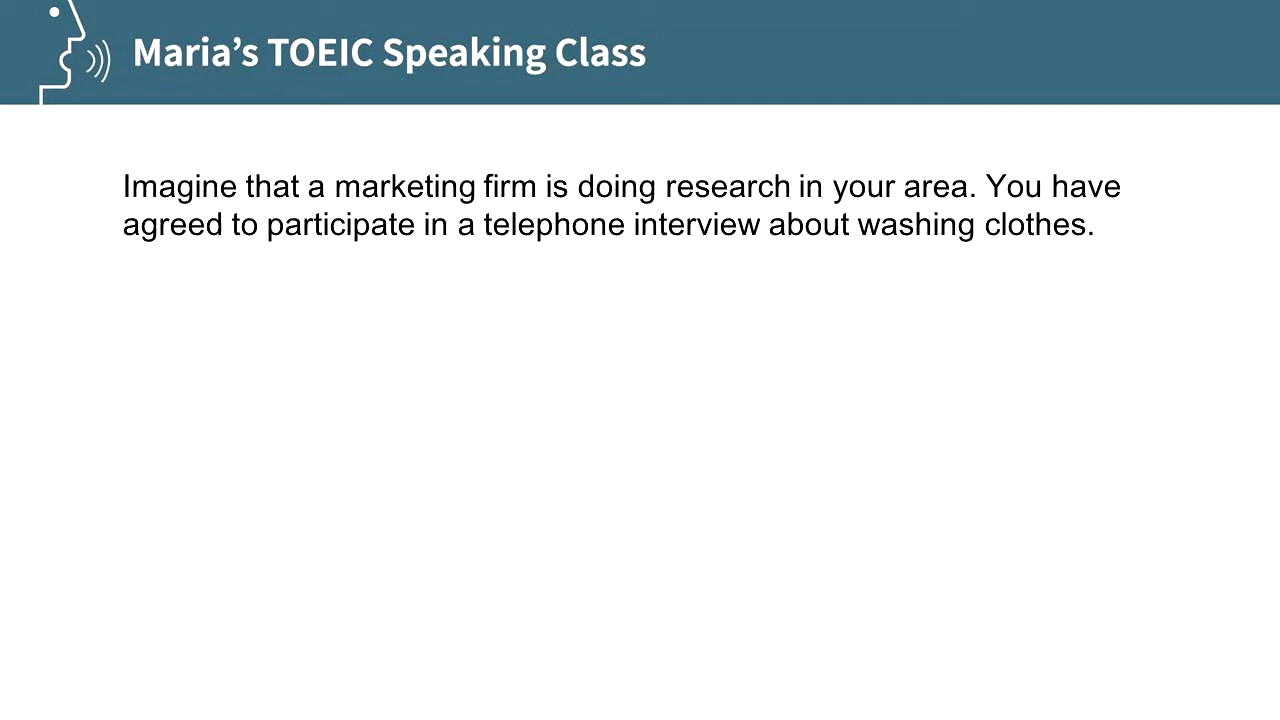 Maria’s TOEIC Speaking Class
Imagine that a marketing firm is doing research in your area. You have
agreed to participate in a telephone interview about washing clothes.